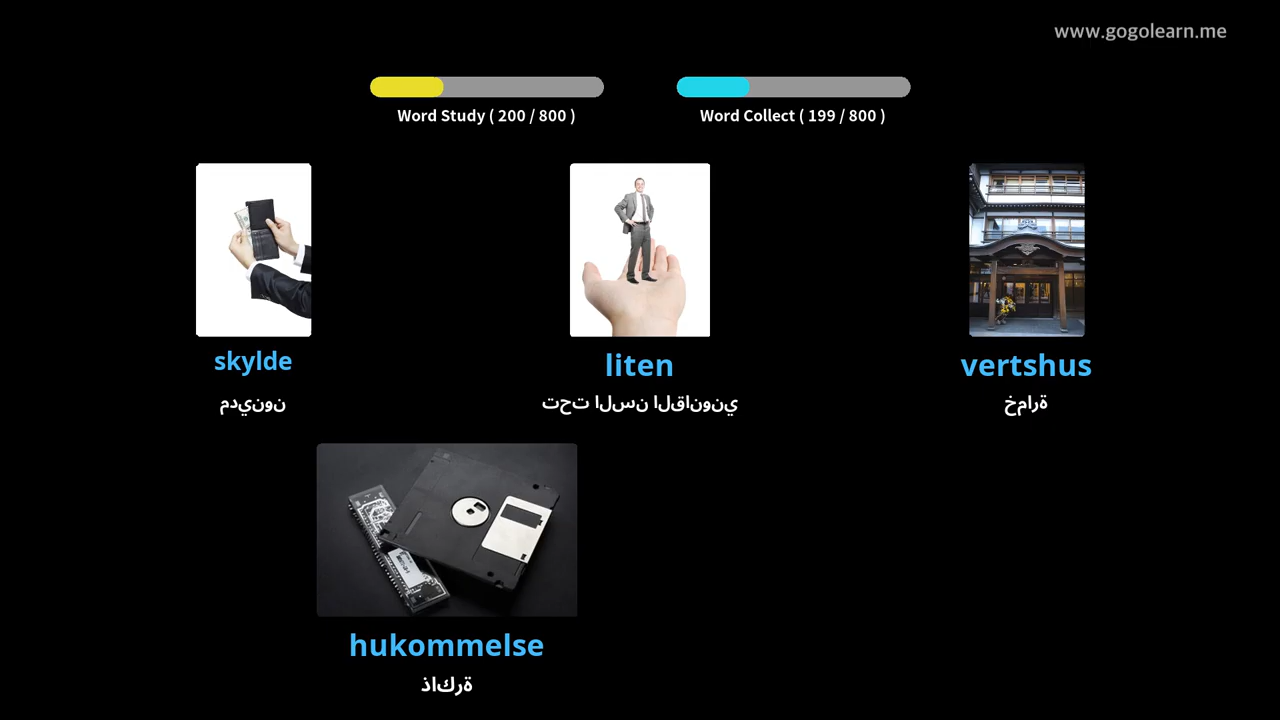 www.gogolearn.me
Word Study ( 200 / 800 )
Word Collect ( 199 / 800 )
skylde
liten
vertshus
مدينون
تحت السن القانوني
خمارة
hukommelse
ذاكرة